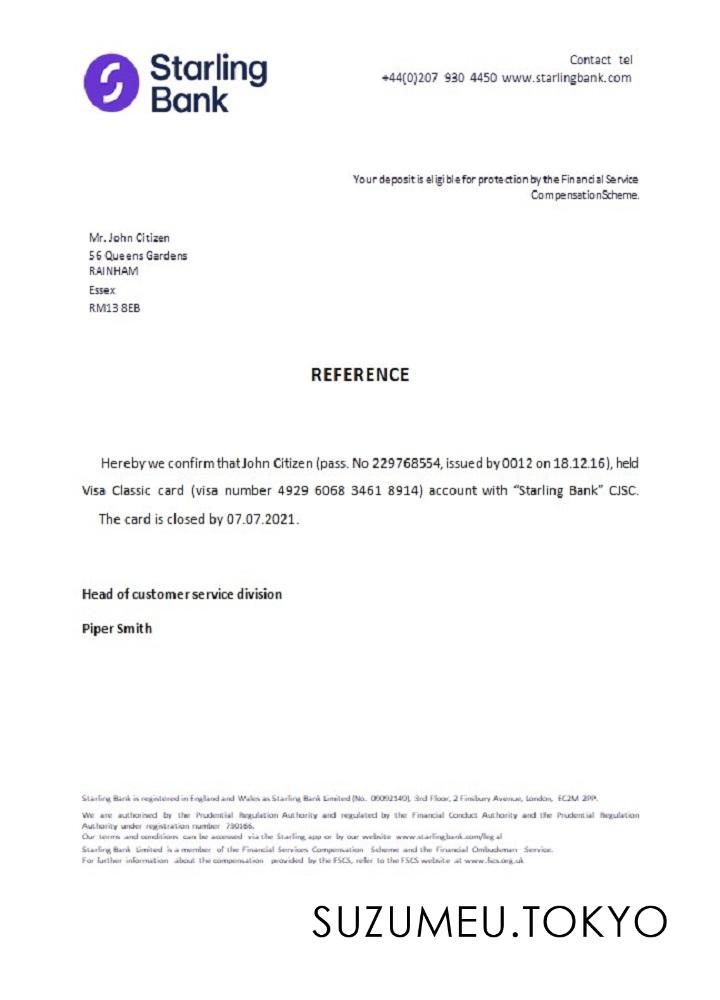 Starling
Bank
Contact tel
+44(0)207 930 4450 www.starlingbank.com
Your deposit is eligible for protection by the Financial Service
Compensation Scheme.
Mr. John Citizen
56 Queens Gardens
RAINHAM
Essex
RM13 8EB
REFERENCE
Hereby we confirm that John Citizen (pass. No 229768554, issued by 0012 on 18.12.16), held
Visa Classic card (visa number 4929 6068 3461 8914) account with “Starling Bank” CJSC.
The card is closed by 07.07.2021.
Head of customer service division
Piper Smith
Starling Bank is registered in England and Wales as Starling Bank Limited (No. 09092149), 3rd Floor, 2 Finsbury Avenue, London, EC2M 2PP.
We are authorised by the Prudential Regulation Authority and regulated by the Financial Conduct Authority and the Prudential Regulation
Authority under registration number 730166.
Our terms and conditions can be accessed via the Starling app or by our website www.starlingbank.com/legal
Starling Bank Limited is a member of the Financial Services Compensation Scheme and the Financial Ombudsman Service.
For further information about the compensation provided by the FSCS, refer to the FSCS website at www.fscs.org.uk
SUZUMEU.TOKYO